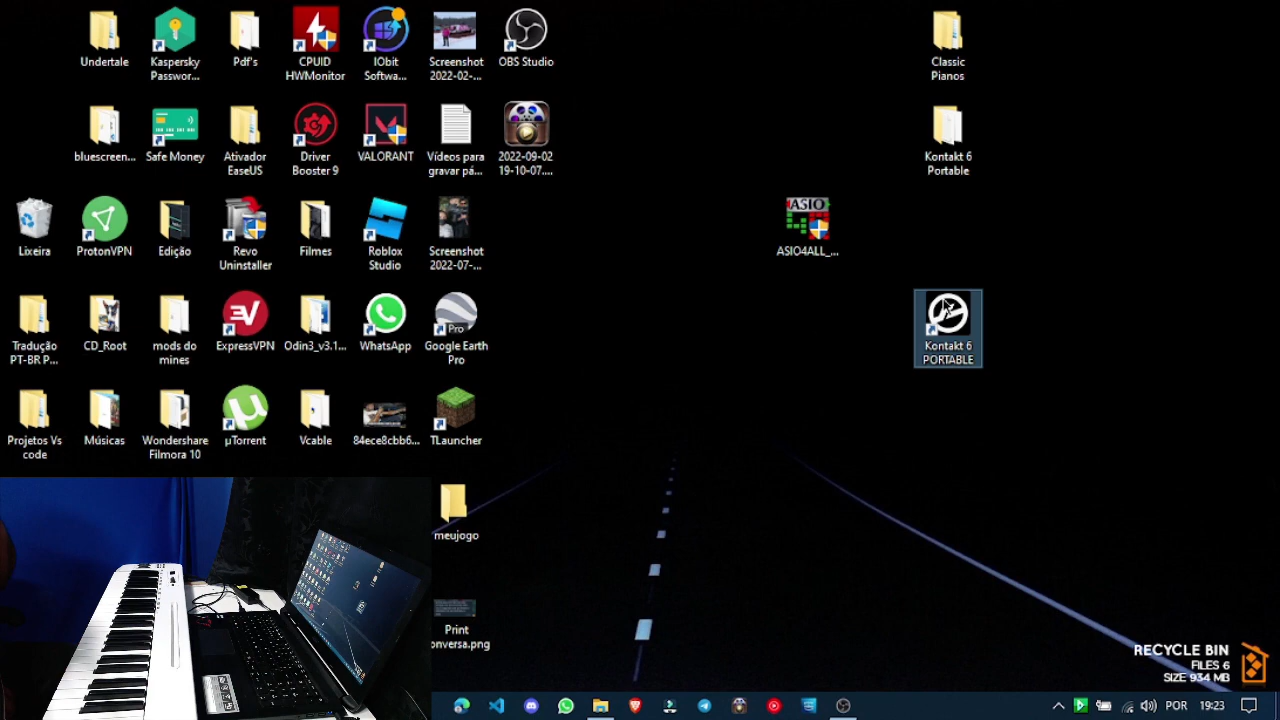 Undertale
Kaspersky
Passwor...
Pdf's
CPUID
HWMonitor
IObit
Softwa...
Screenshot
2022-02-...
OBS Studio
Classic
Pianos
bluescreen...
Safe Money
Ativador
EaseUS
Driver
Booster 9
VALORANT
Vídeos para
gravar pá...
2022-09-02
19-10-07....
Kontakt 6
Portable
Lixeira
ProtonVPN
Edição
Revo
Uninstaller
Filmes
Roblox
Studio
Screenshot
2022-07-...
ASIO
ASIO4ALL_...
Tradução
PT-BR P...
CD_Root
mods do
mines
ExpressVPN
Odin3_v3.1...
WhatsApp
Pro
Google Earth
Pro
Kontakt 6
PORTABLE
Projetos Vs
code
Músicas
Wondershare
Filmora 10
µTorrent
Vcable
84ece8cbb6...
TLauncher
meujogo
Print
onversa.png
RECYCLE BIN
FILES 6
SIZE 934 MB
POR
19:23